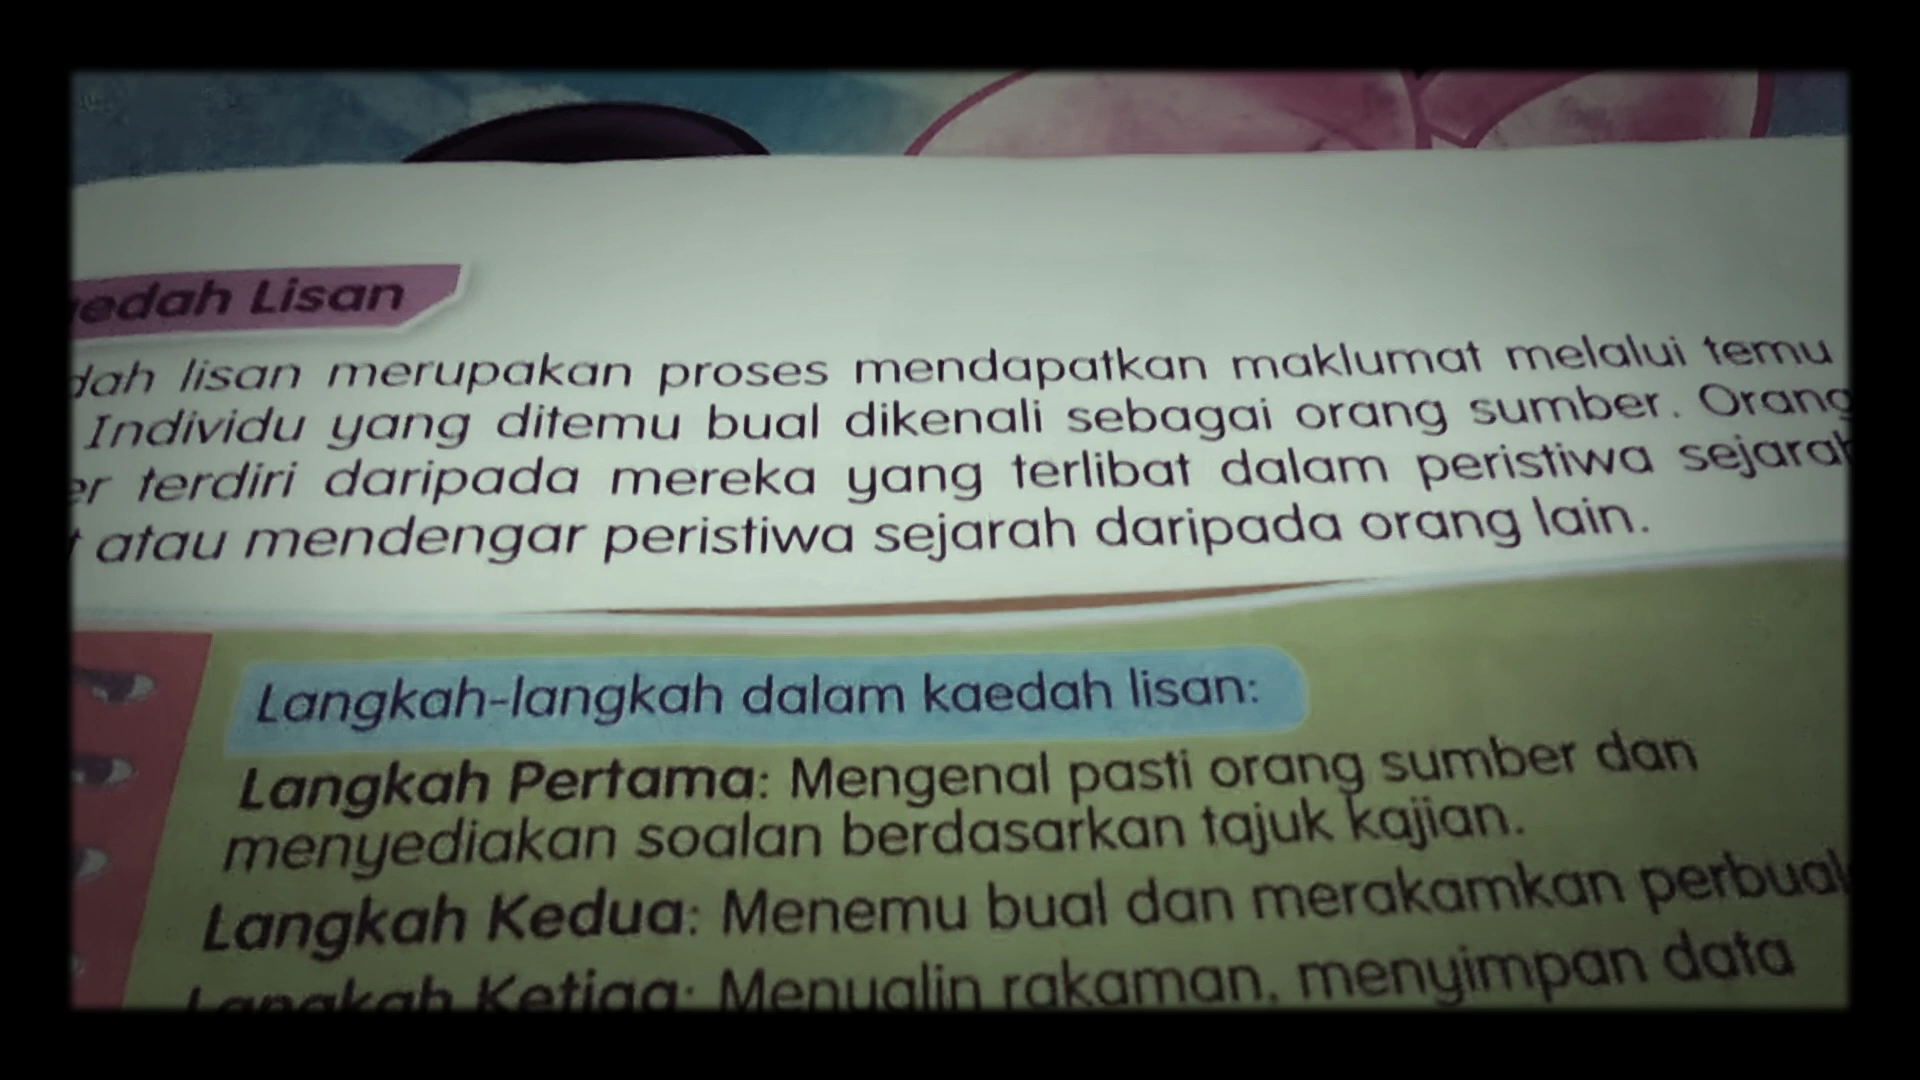 aedah Lisan
dah lisan merupakan proses mendapatkan maklumat melalui temu
Individu yang ditemu bual dikenali sebagai orang sumber. Orang
er terdiri daripada mereka yang terlibat dalam peristiwa sejarah
t atau mendengar peristiwa sejarah daripada orang lain.
Langkah-langkah dalam kaedah lisan:
Langkah Pertama: Mengenal pasti orang sumber dan
menyediakan soalan berdasarkan tajuk kajian.
Langkah Kedua: Menemu bual dan merakamkan perbual
Langkah Ketiga: Menyalin rakaman, menyimpan data